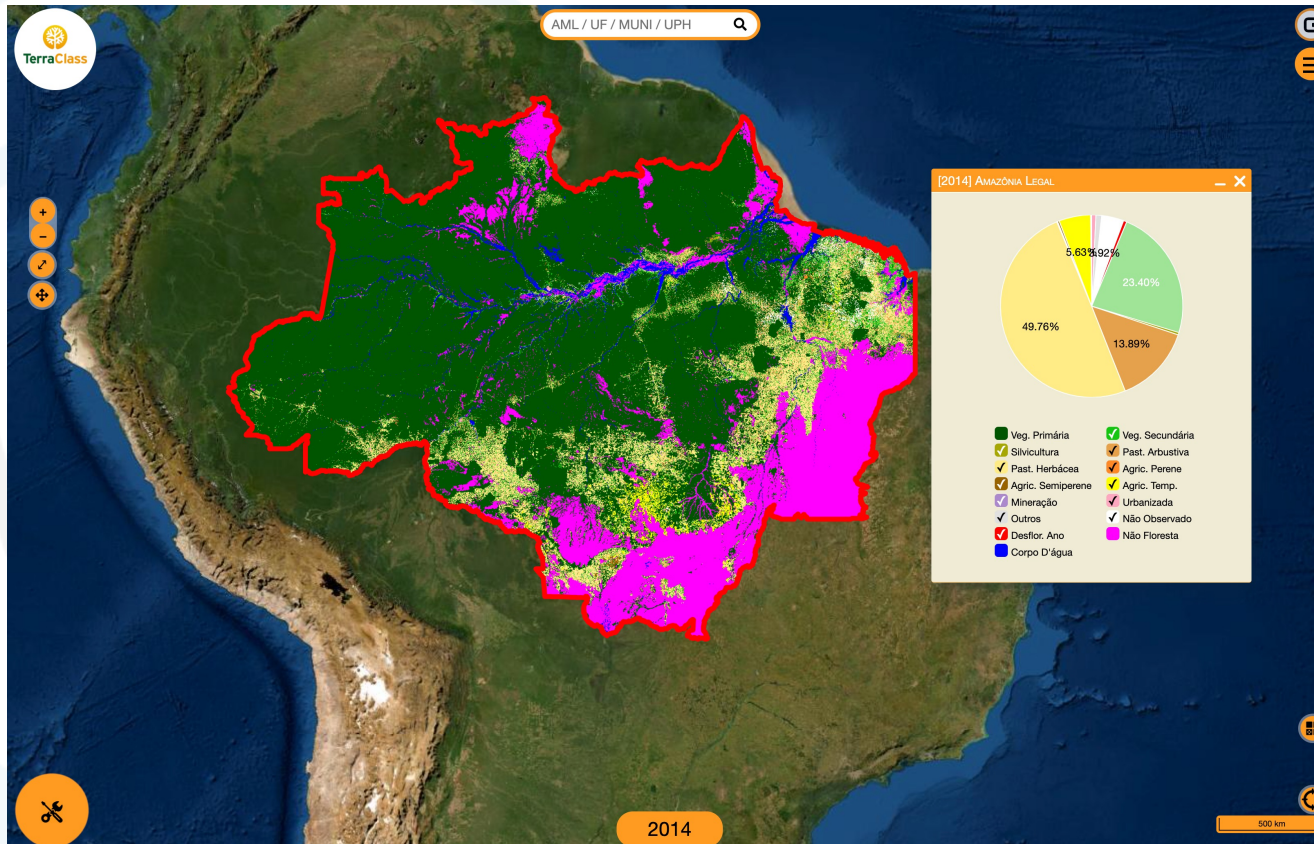 TerraClass
AML / UF / MUNI / UPH
+
−
[2014] Amazônia Legal
5.63%
23.40%
49.76%
13.89%
Veg. Primária
Veg. Secundária
Silvicultura
Past. Arbustiva
Past. Herbácea
Agric. Perene
Agric. Semiperene
Agric. Temp.
Mineração
Urbanizada
Outros
Não Observado
Desflor. Ano
Não Floresta
Corpo D'água
2014
500 km